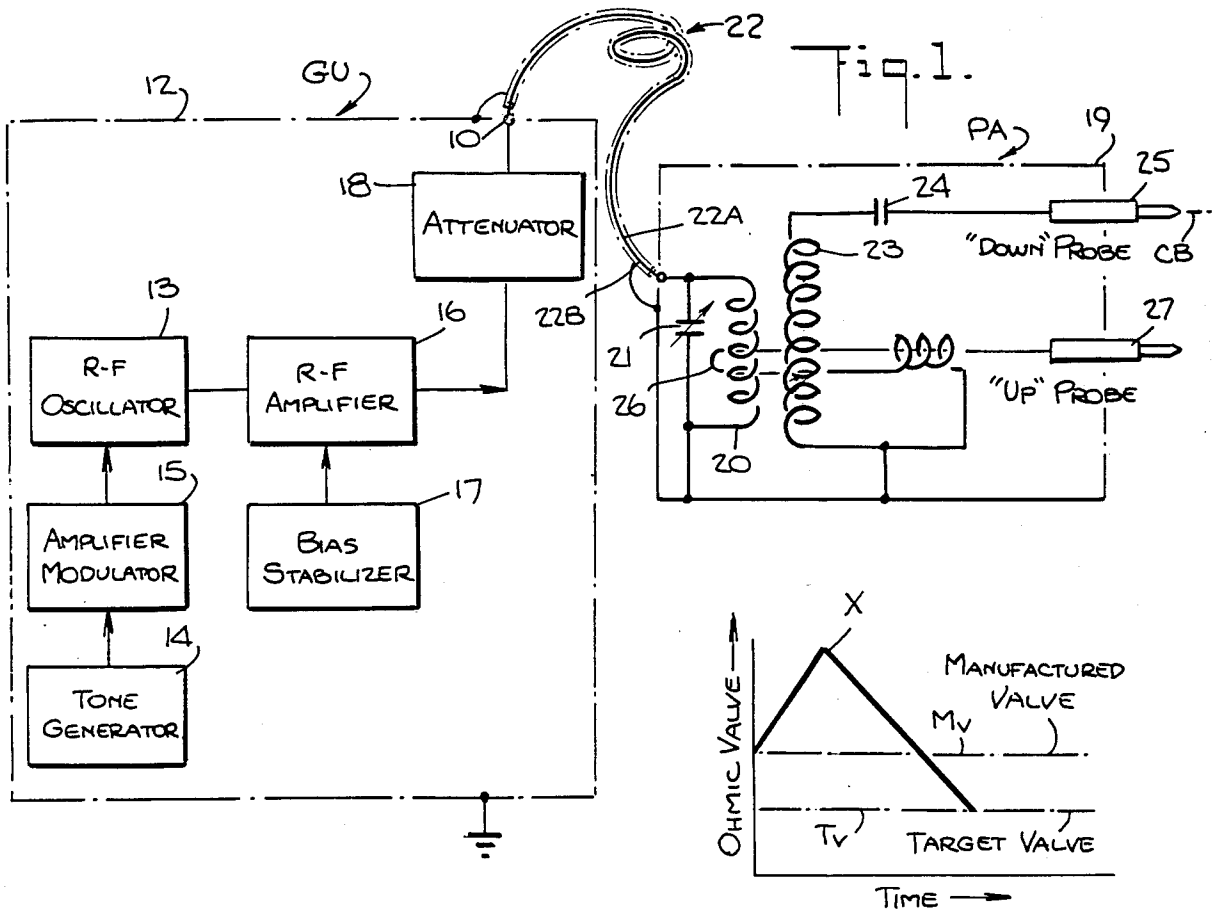 Fig. 1.
22
GU
12
10
18
ATTENUATOR
22A
22B
PA
19
24
25
23
"DOWN" PROBE
CB
13
R-F
OSCILLATOR
16
R-F
AMPLIFIER
21
26
20
27
"UP" PROBE
15
AMPLIFIER
MODULATOR
17
BIAS
STABILIZER
14
TONE
GENERATOR
X
MANUFACTURED
VALVE
MV
OHMIC VALVE
TV
TARGET VALVE
TIME